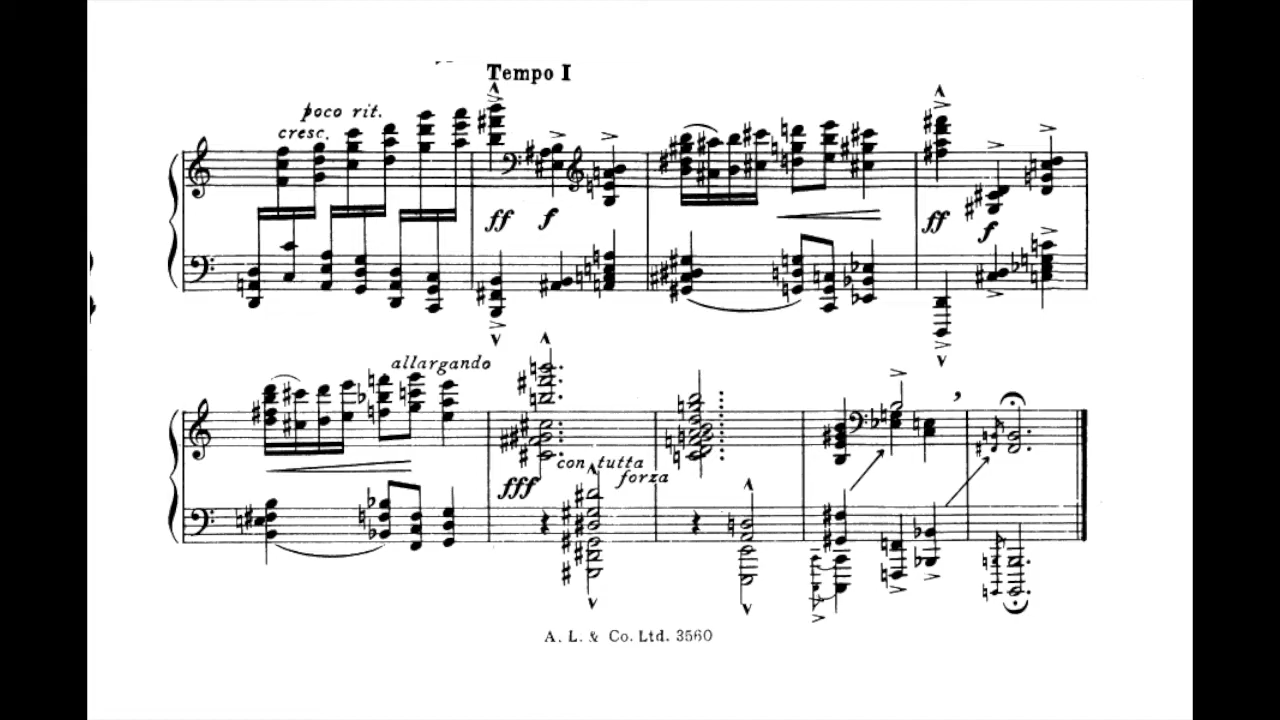 Tempo I
poco rit.
cresc.
ff f ff f
allargando
fff con tutta
forza
A. L. & Co. Ltd. 3560